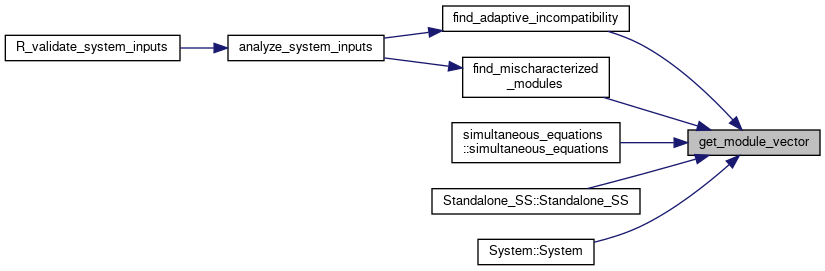 find_adaptive_incompatibility
R_validate_system_inputs
analyze_system_inputs
find_mischaracterized
_modules
simultaneous_equations
::simultaneous_equations
get_module_vector
Standalone_SS::Standalone_SS
System::System